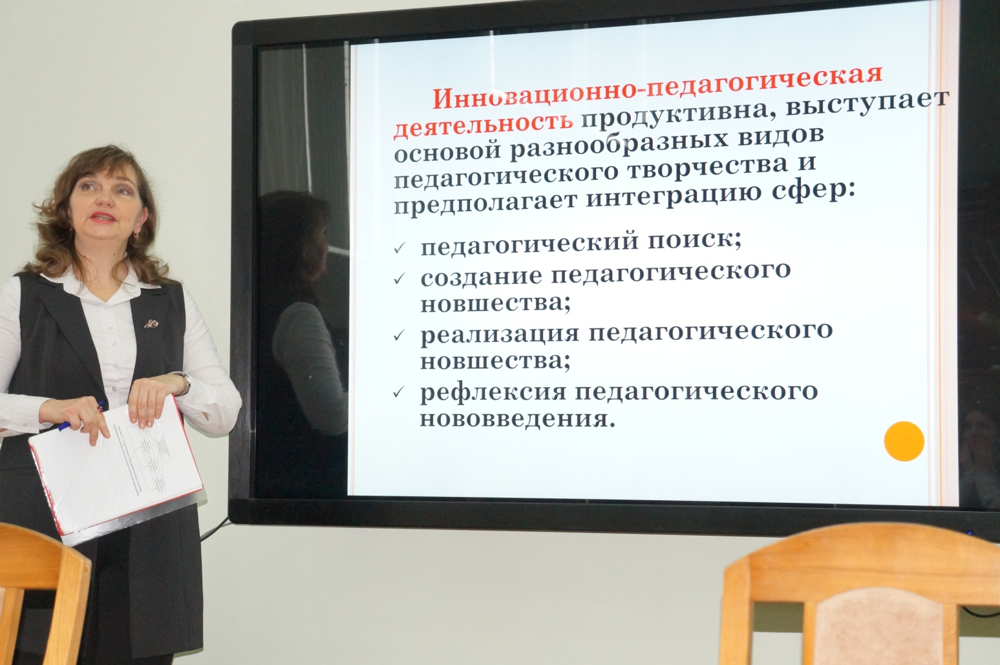 Инновационно-педагогическая
деятельность продуктивна, выступает
основой разнообразных видов
педагогического творчества и
предполагает интеграцию сфер:
✓ педагогический поиск;
✓ создание педагогического
новшества;
✓ реализация педагогического
новшества;
✓ рефлексия педагогического
нововведения.